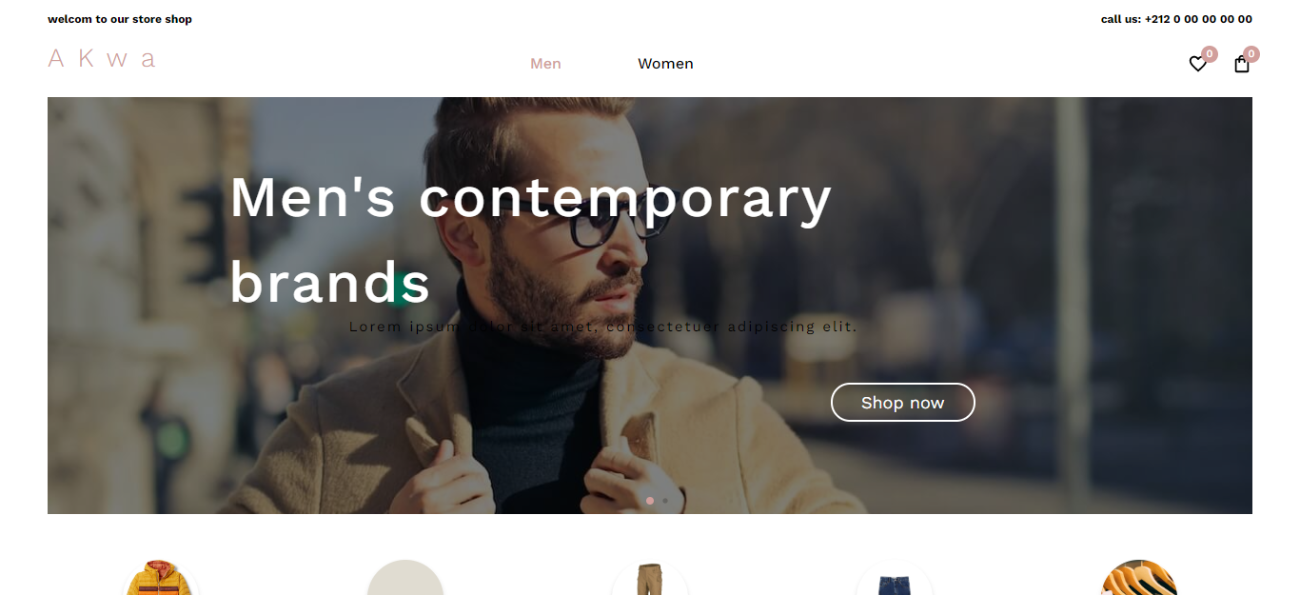 welcom to our store shop
call us: +212 0 00 00 00 00
A K w a
Men
Women
0
0
Men's contemporary
brands
Lorem ipsum dolor sit amet, consectetuer adipiscing elit.
Shop now